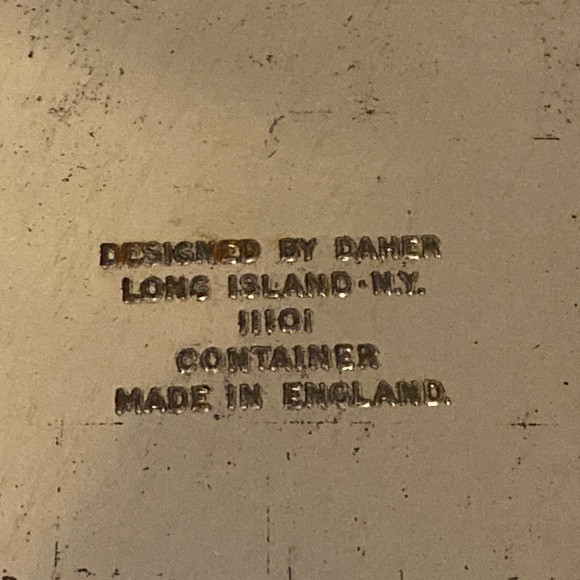 DESIGNED BY DAHER
LONG ISLAND · N.Y.
11101
CONTAINER
MADE IN ENGLAND.